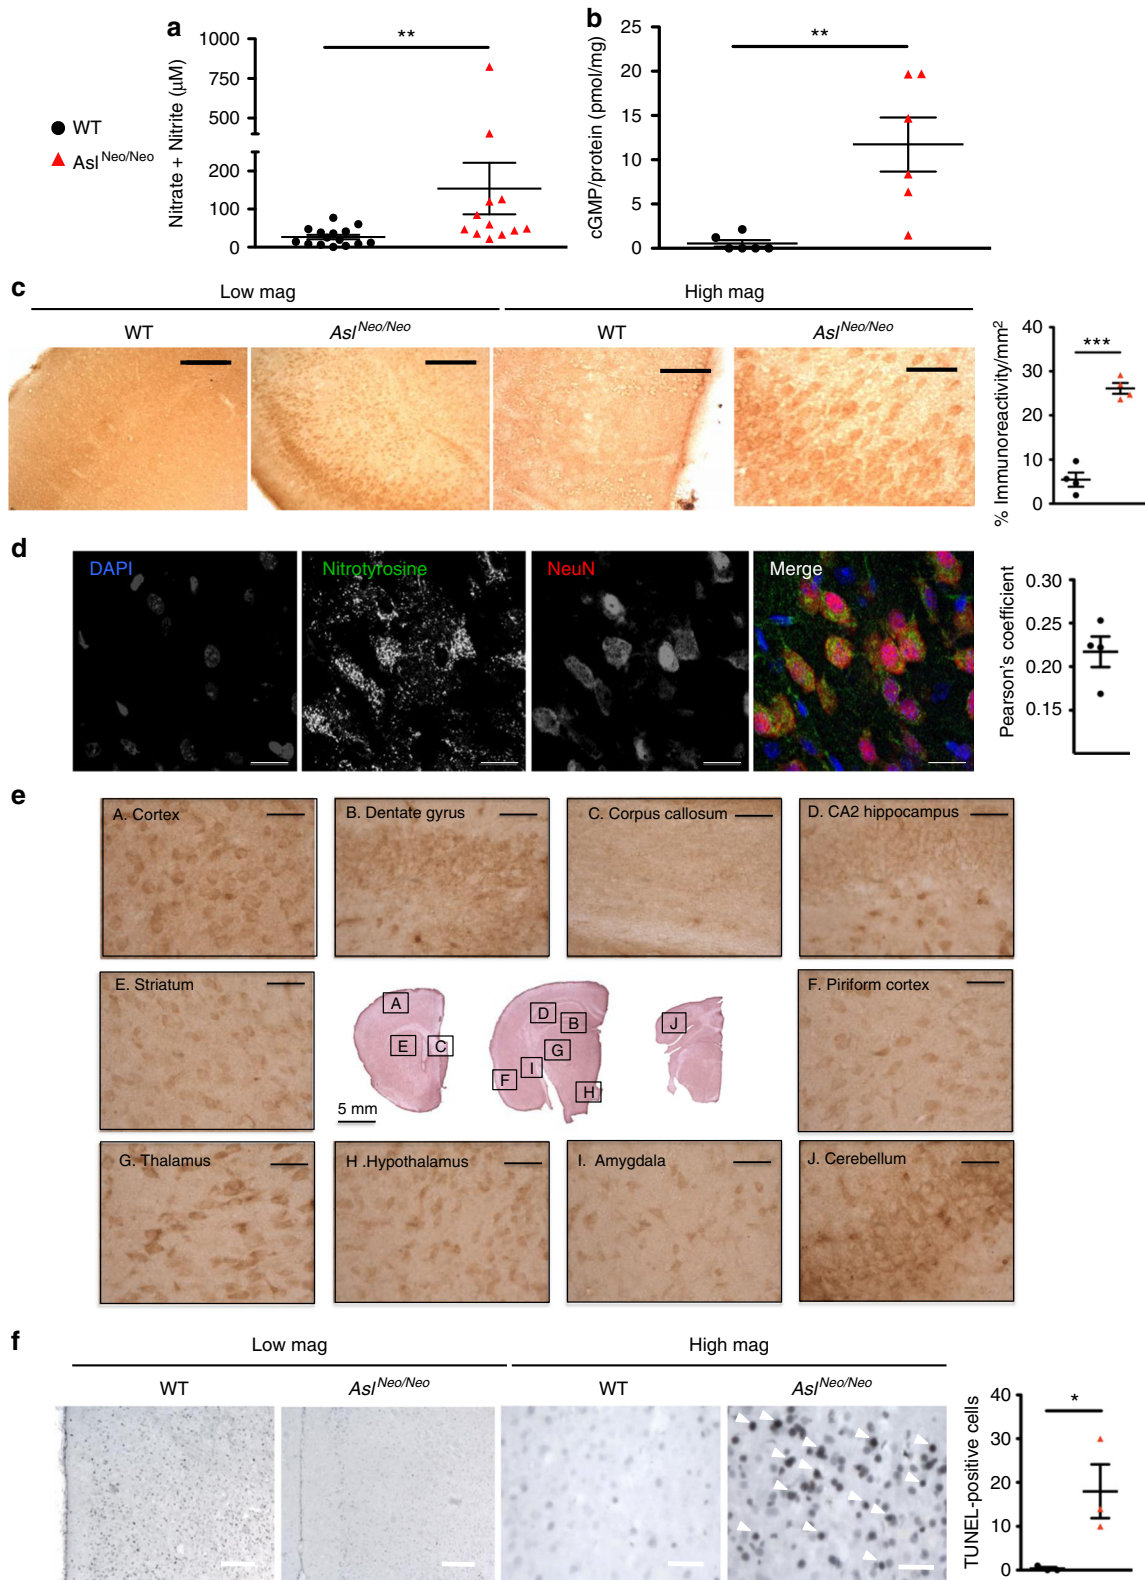 a
b
WT
Asl Neo/Neo
Nitrate + Nitrite (μM)
1000
750
500
200
100
0
**
cGMP/protein (pmol/mg)
25
20
15
10
5
0
**
c
Low mag
High mag
WT
Asl Neo/Neo
WT
Asl Neo/Neo
% Immunoreactivity/mm²
40
30
20
10
0
***
d
DAPI
Nitrotyrosine
NeuN
Merge
Pearson's coefficient
0.30
0.25
0.20
0.15
e
A. Cortex
B. Dentate gyrus
C. Corpus callosum
D. CA2 hippocampus
E. Striatum
A
E
C
D
B
G
I
F
H
J
5 mm
F. Piriform cortex
G. Thalamus
H .Hypothalamus
I. Amygdala
J. Cerebellum
f
Low mag
High mag
WT
Asl Neo/Neo
WT
Asl Neo/Neo
TUNEL-positive cells
40
30
20
10
0
*